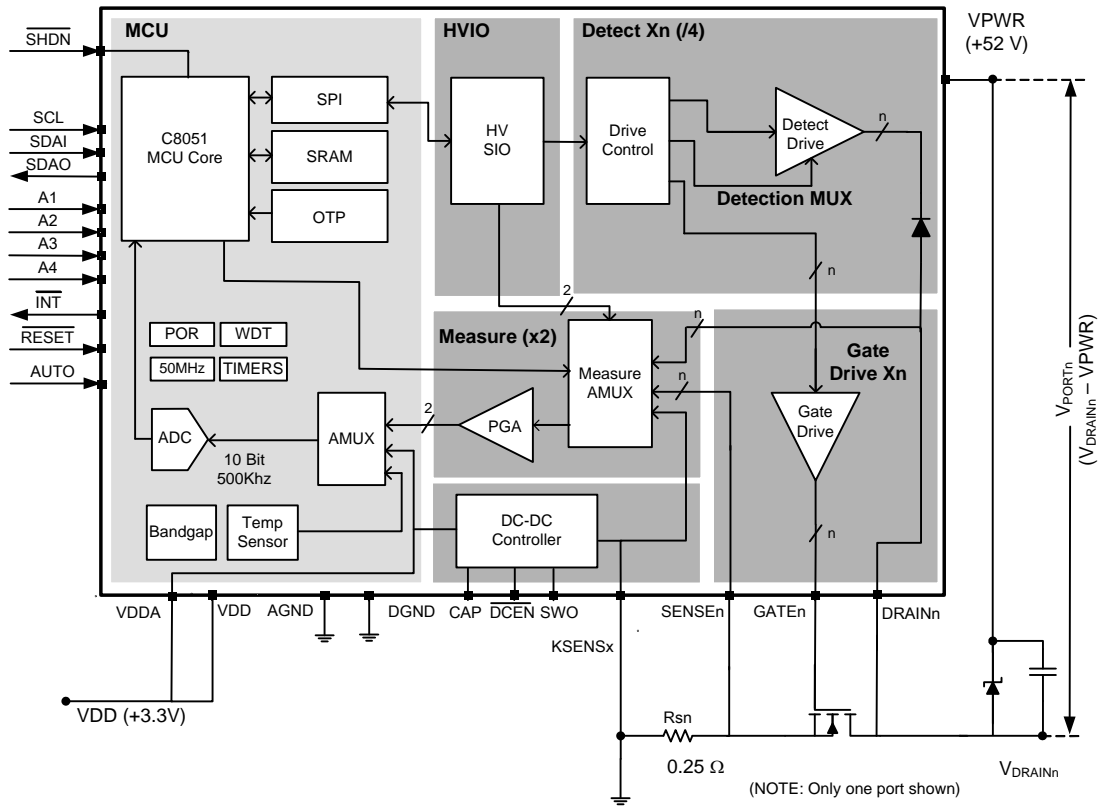 MCU
HVIO
Detect Xn (/4)
VPWR
(+52 V)
SHDN
SCL
SDAI
SDAO
A1
A2
A3
A4
INT
RESET
AUTO
C8051
MCU Core
SPI
SRAM
OTP
HV
SIO
Drive
Control
Detect
Drive
n
Detection MUX
n
2
POR
WDT
50MHz
TIMERS
Measure (x2)
n
n
Measure
AMUX
PGA
2
AMUX
ADC
10 Bit
500Khz
Gate
Drive Xn
Gate
Drive
n
Bandgap
Temp
Sensor
DC-DC
Controller
VPORTn
(VDRAINn – VPWR)
VDDA
VDD
AGND
DGND
CAP
DCEN
SWO
KSENSx
SENSEn
GATEn
DRAINn
VDD (+3.3V)
Rsn
0.25 Ω
(NOTE: Only one port shown)
VDRAINn